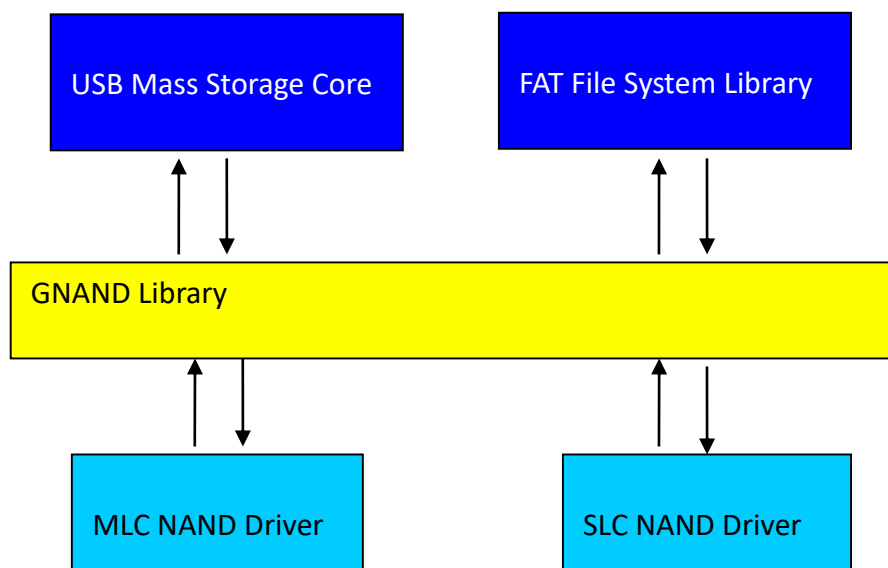 USB Mass Storage Core
FAT File System Library
GNAND Library
MLC NAND Driver
SLC NAND Driver